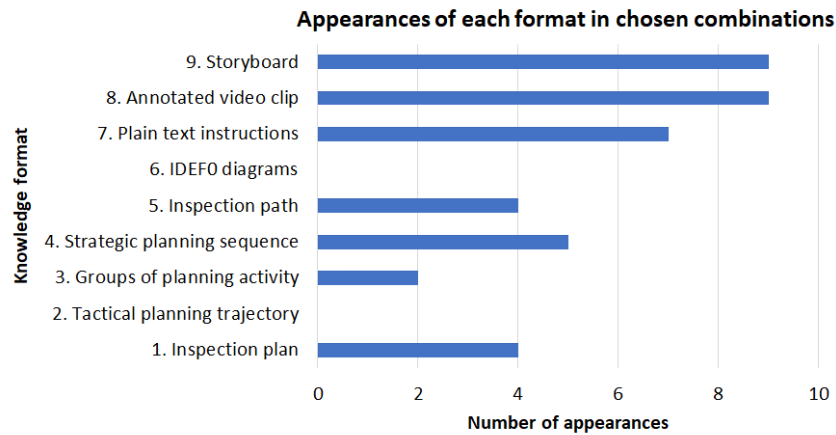 Appearances of each format in chosen combinations
Knowledge format
9. Storyboard
8. Annotated video clip
7. Plain text instructions
6. IDEF0 diagrams
5. Inspection path
4. Strategic planning sequence
3. Groups of planning activity
2. Tactical planning trajectory
1. Inspection plan
0 2 4 6 8 10
Number of appearances